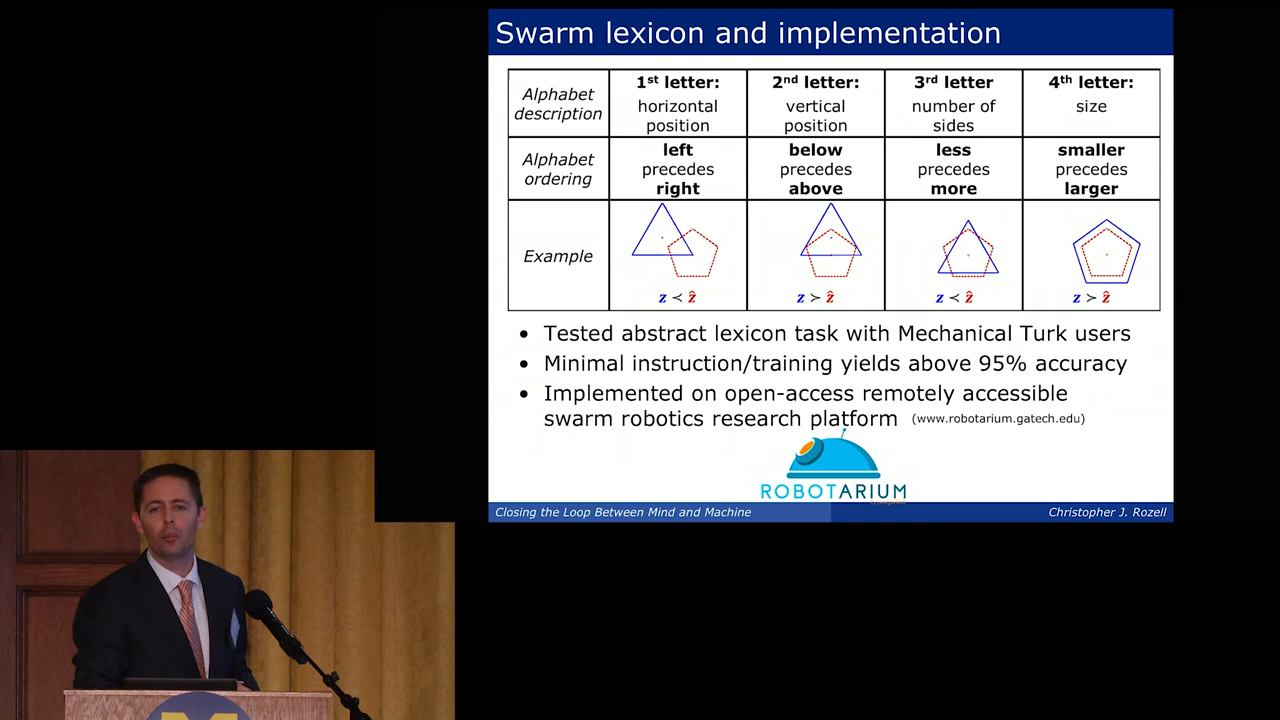 Swarm lexicon and implementation
Alphabet description
1st letter: horizontal position
2nd letter: vertical position
3rd letter number of sides
4th letter: size
Alphabet ordering
left precedes right
below precedes above
less precedes more
smaller precedes larger
Example
z ≺ ẑ
z ≻ ẑ
z ≺ ẑ
z ≻ ẑ
• Tested abstract lexicon task with Mechanical Turk users
• Minimal instruction/training yields above 95% accuracy
• Implemented on open-access remotely accessible
swarm robotics research platform (www.robotarium.gatech.edu)
ROBOTARIUM
Closing the Loop Between Mind and Machine
Christopher J. Rozell
M